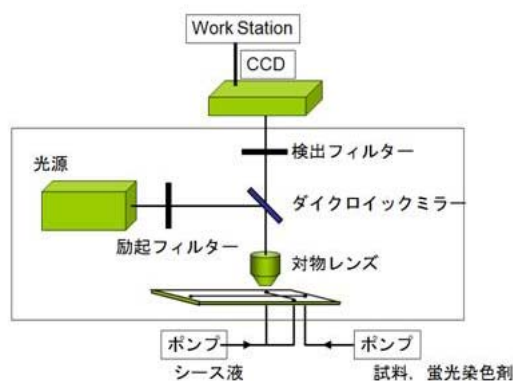 Work Station
CCD
検出フィルター
光源
ダイクロイックミラー
励起フィルター
対物レンズ
ポンプ
ポンプ
シース液
試料，蛍光染色剤